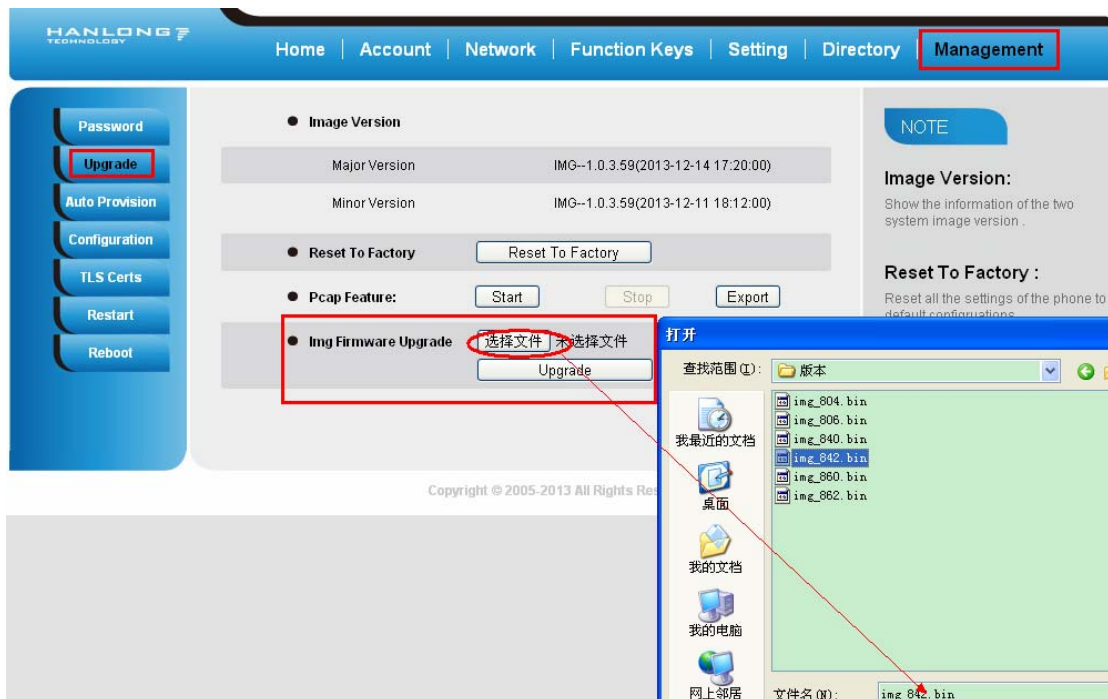 HANLONG
TECHNOLOGY
Home | Account | Network | Function Keys | Setting | Directory | Management
Password
Upgrade
Auto Provision
Configuration
TLS Certs
Restart
Reboot
Image Version
Major Version IMG--1.0.3.59(2013-12-14 17:20:00)
Minor Version IMG--1.0.3.59(2013-12-11 18:12:00)
Reset To Factory Reset To Factory
Pcap Feature: Start Stop Export
Img Firmware Upgrade 选择文件 未选择文件
Upgrade
NOTE
Image Version:
Show the information of the two
system image version .
Reset To Factory :
Reset all the settings of the phone to
default configruations
Copyright © 2005-2013 All Rights Res
打开
查找范围(I): 版本
img_804.bin
img_806.bin
img_840.bin
img_842.bin
img_860.bin
img_862.bin
我最近的文档
桌面
我的文档
我的电脑
网上邻居
文件名(N): img_842.bin